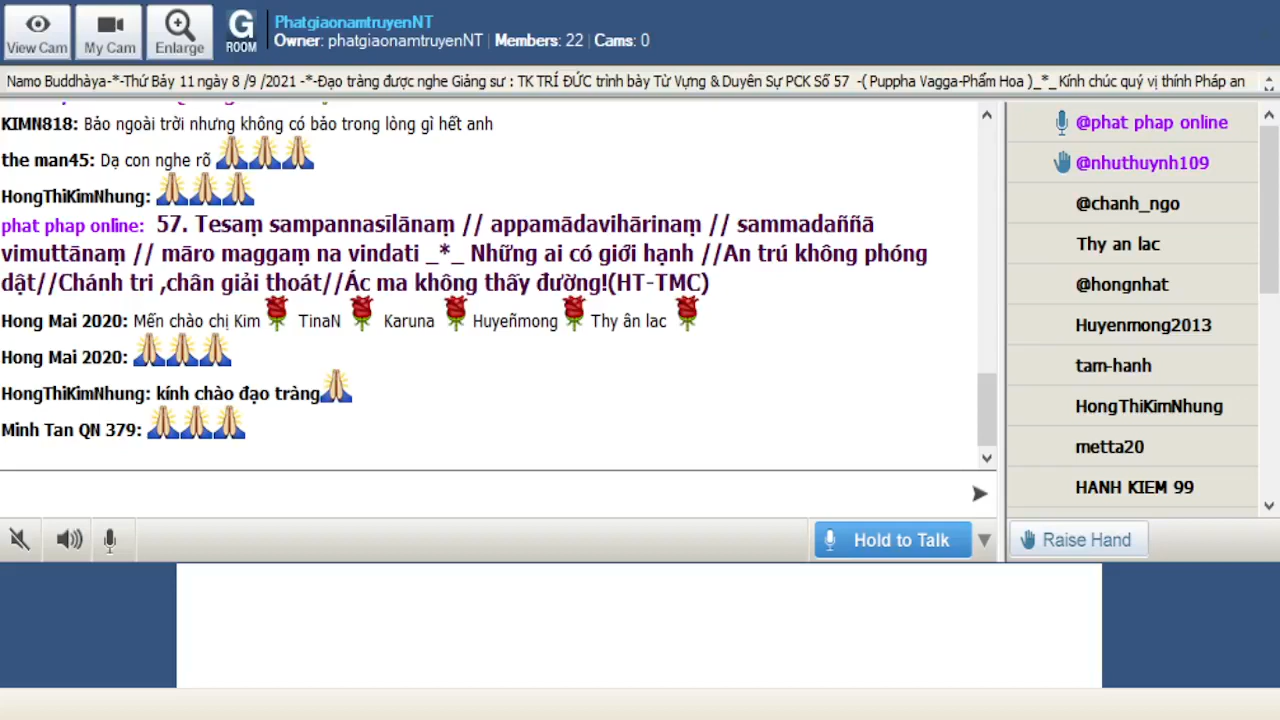 View Cam
My Cam
Enlarge
G
ROOM
PhatgiaonamtruyenNT
Owner: phatgiaonamtruyenNT | Members: 22 | Cams: 0
Namo Buddhàya-*-Thứ Bảy 11 ngày 8 /9 /2021 -*-Đạo tràng được nghe Giảng sư : TK TRÍ ĐỨC trình bày Từ Vựng & Duyên Sự PCK Số 57 -( Puppha Vagga-Phẩm Hoa )_*_ Kính chúc quý vị thính Pháp an
KIMN818: Bảo ngoài trời nhưng không có bảo trong lòng gì hết anh
the man45: Dạ con nghe rõ
HongThiKimNhung:
phat phap online: 57. Tesaṃ sampannasīlānaṃ // appamādavihārinaṃ // sammadaññā
vimuttānaṃ // māro maggaṃ na vindati _*_ Những ai có giới hạnh //An trú không phóng
dật//Chánh tri ,chân giải thoát//Ác ma không thấy đường!(HT-TMC)
Hong Mai 2020: Mến chào chị Kim TinaN Karuna Huyeñmong Thy ân lac
Hong Mai 2020:
HongThiKimNhung: kính chào đạo tràng
Minh Tan QN 379:
@phat phap online
@nhuthuynh109
@chanh_ngo
Thy an lac
@hongnhat
Huyenmong2013
tam-hanh
HongThiKimNhung
metta20
HANH KIEM 99
Hold to Talk
Raise Hand